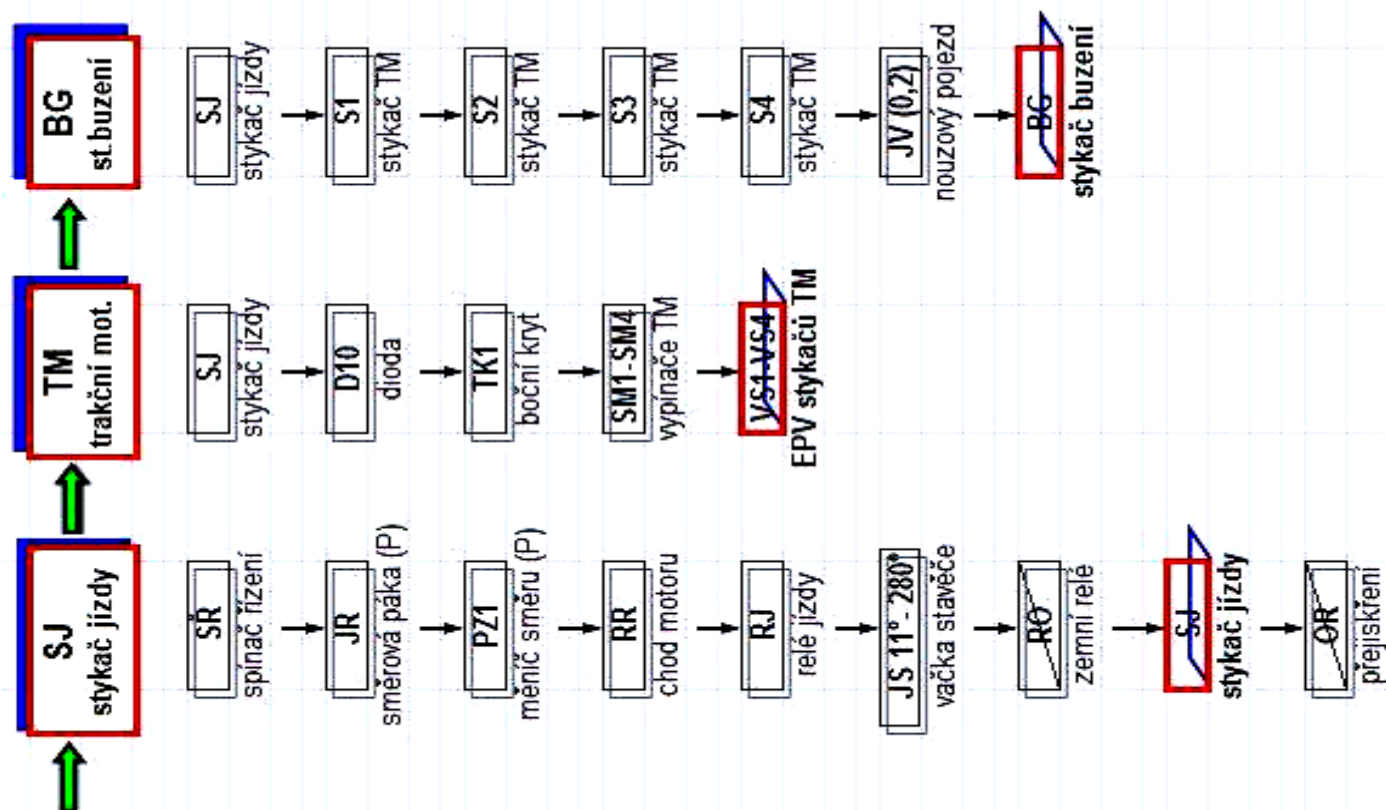 SJ
stykač jízdy
TM
trakční mot.
BG
st.buzení
SŘ
spínač řízení
JR
směrová páka (P)
PZ1
měnič směru (P)
RR
chod motoru
RJ
relé jízdy
JS 11°- 280°
vačka stavěče
RO
zemní relé
SJ
stykač jízdy
OR
přejiskření
SJ
stykač jízdy
D10
dioda
TK1
boční kryt
SM1-SM4
vypínače TM
VS1-VS4
EPV stykačů TM
SJ
stykač jízdy
S1
stykač TM
S2
stykač TM
S3
stykač TM
S4
stykač TM
JV (0,2)
nouzový pojezd
BG
stykač buzení